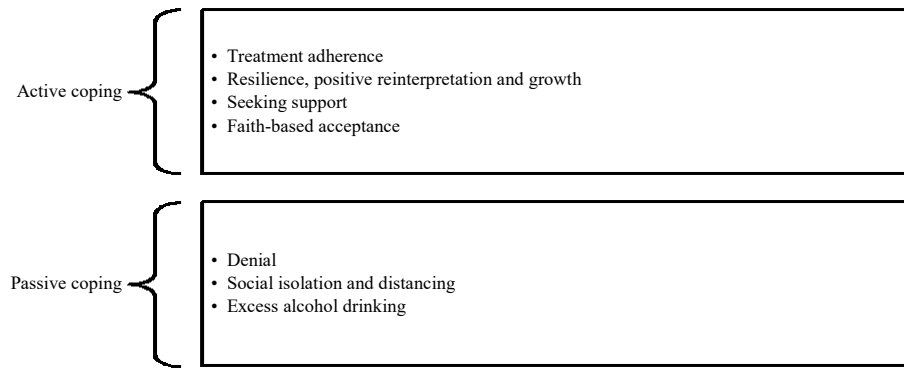 Active coping
• Treatment adherence
• Resilience, positive reinterpretation and growth
• Seeking support
• Faith-based acceptance
Passive coping
• Denial
• Social isolation and distancing
• Excess alcohol drinking